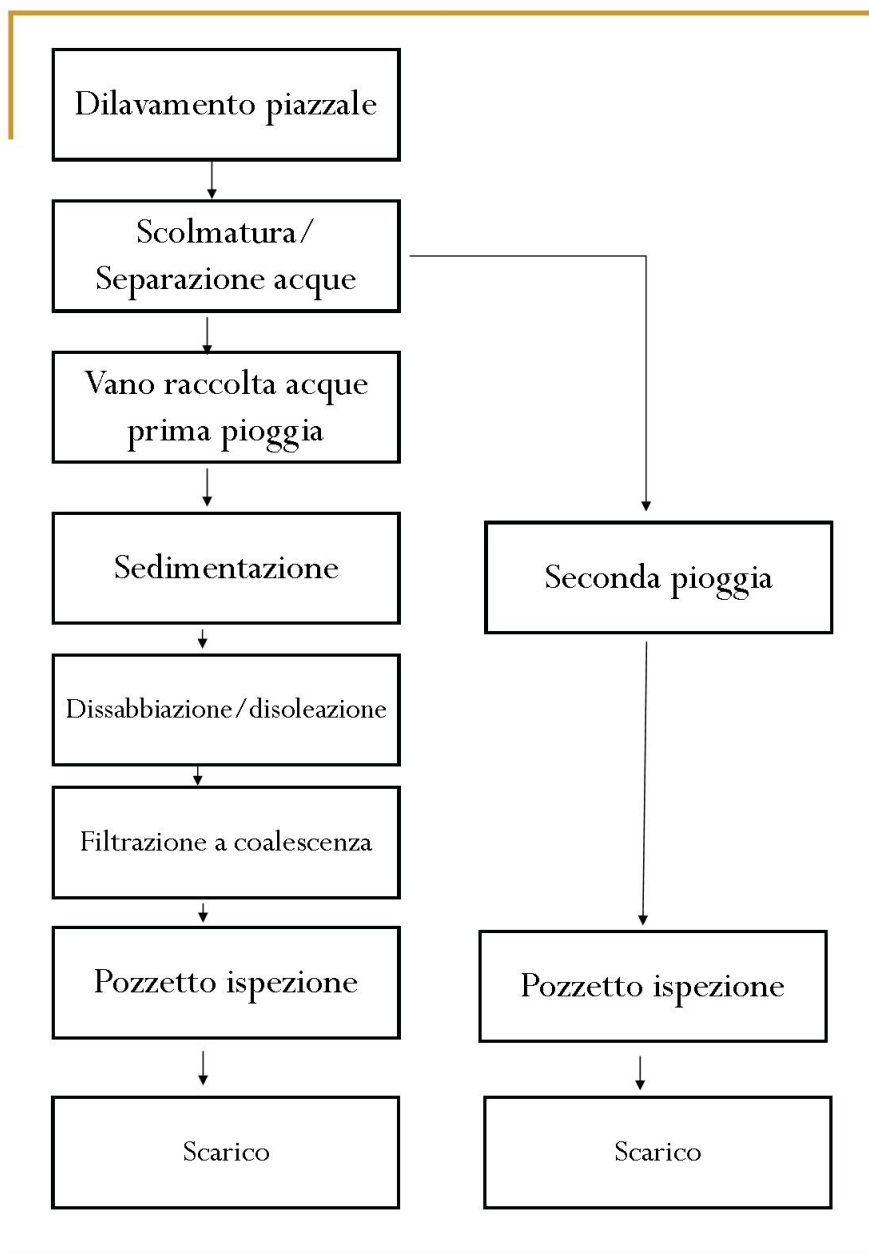 Dilavamento piazzale
Scolmatura/
Separazione acque
Vano raccolta acque
prima pioggia
Sedimentazione
Dissabbiazione/disoleazione
Filtrazione a coalescenza
Pozzetto ispezione
Scarico
Seconda pioggia
Pozzetto ispezione
Scarico